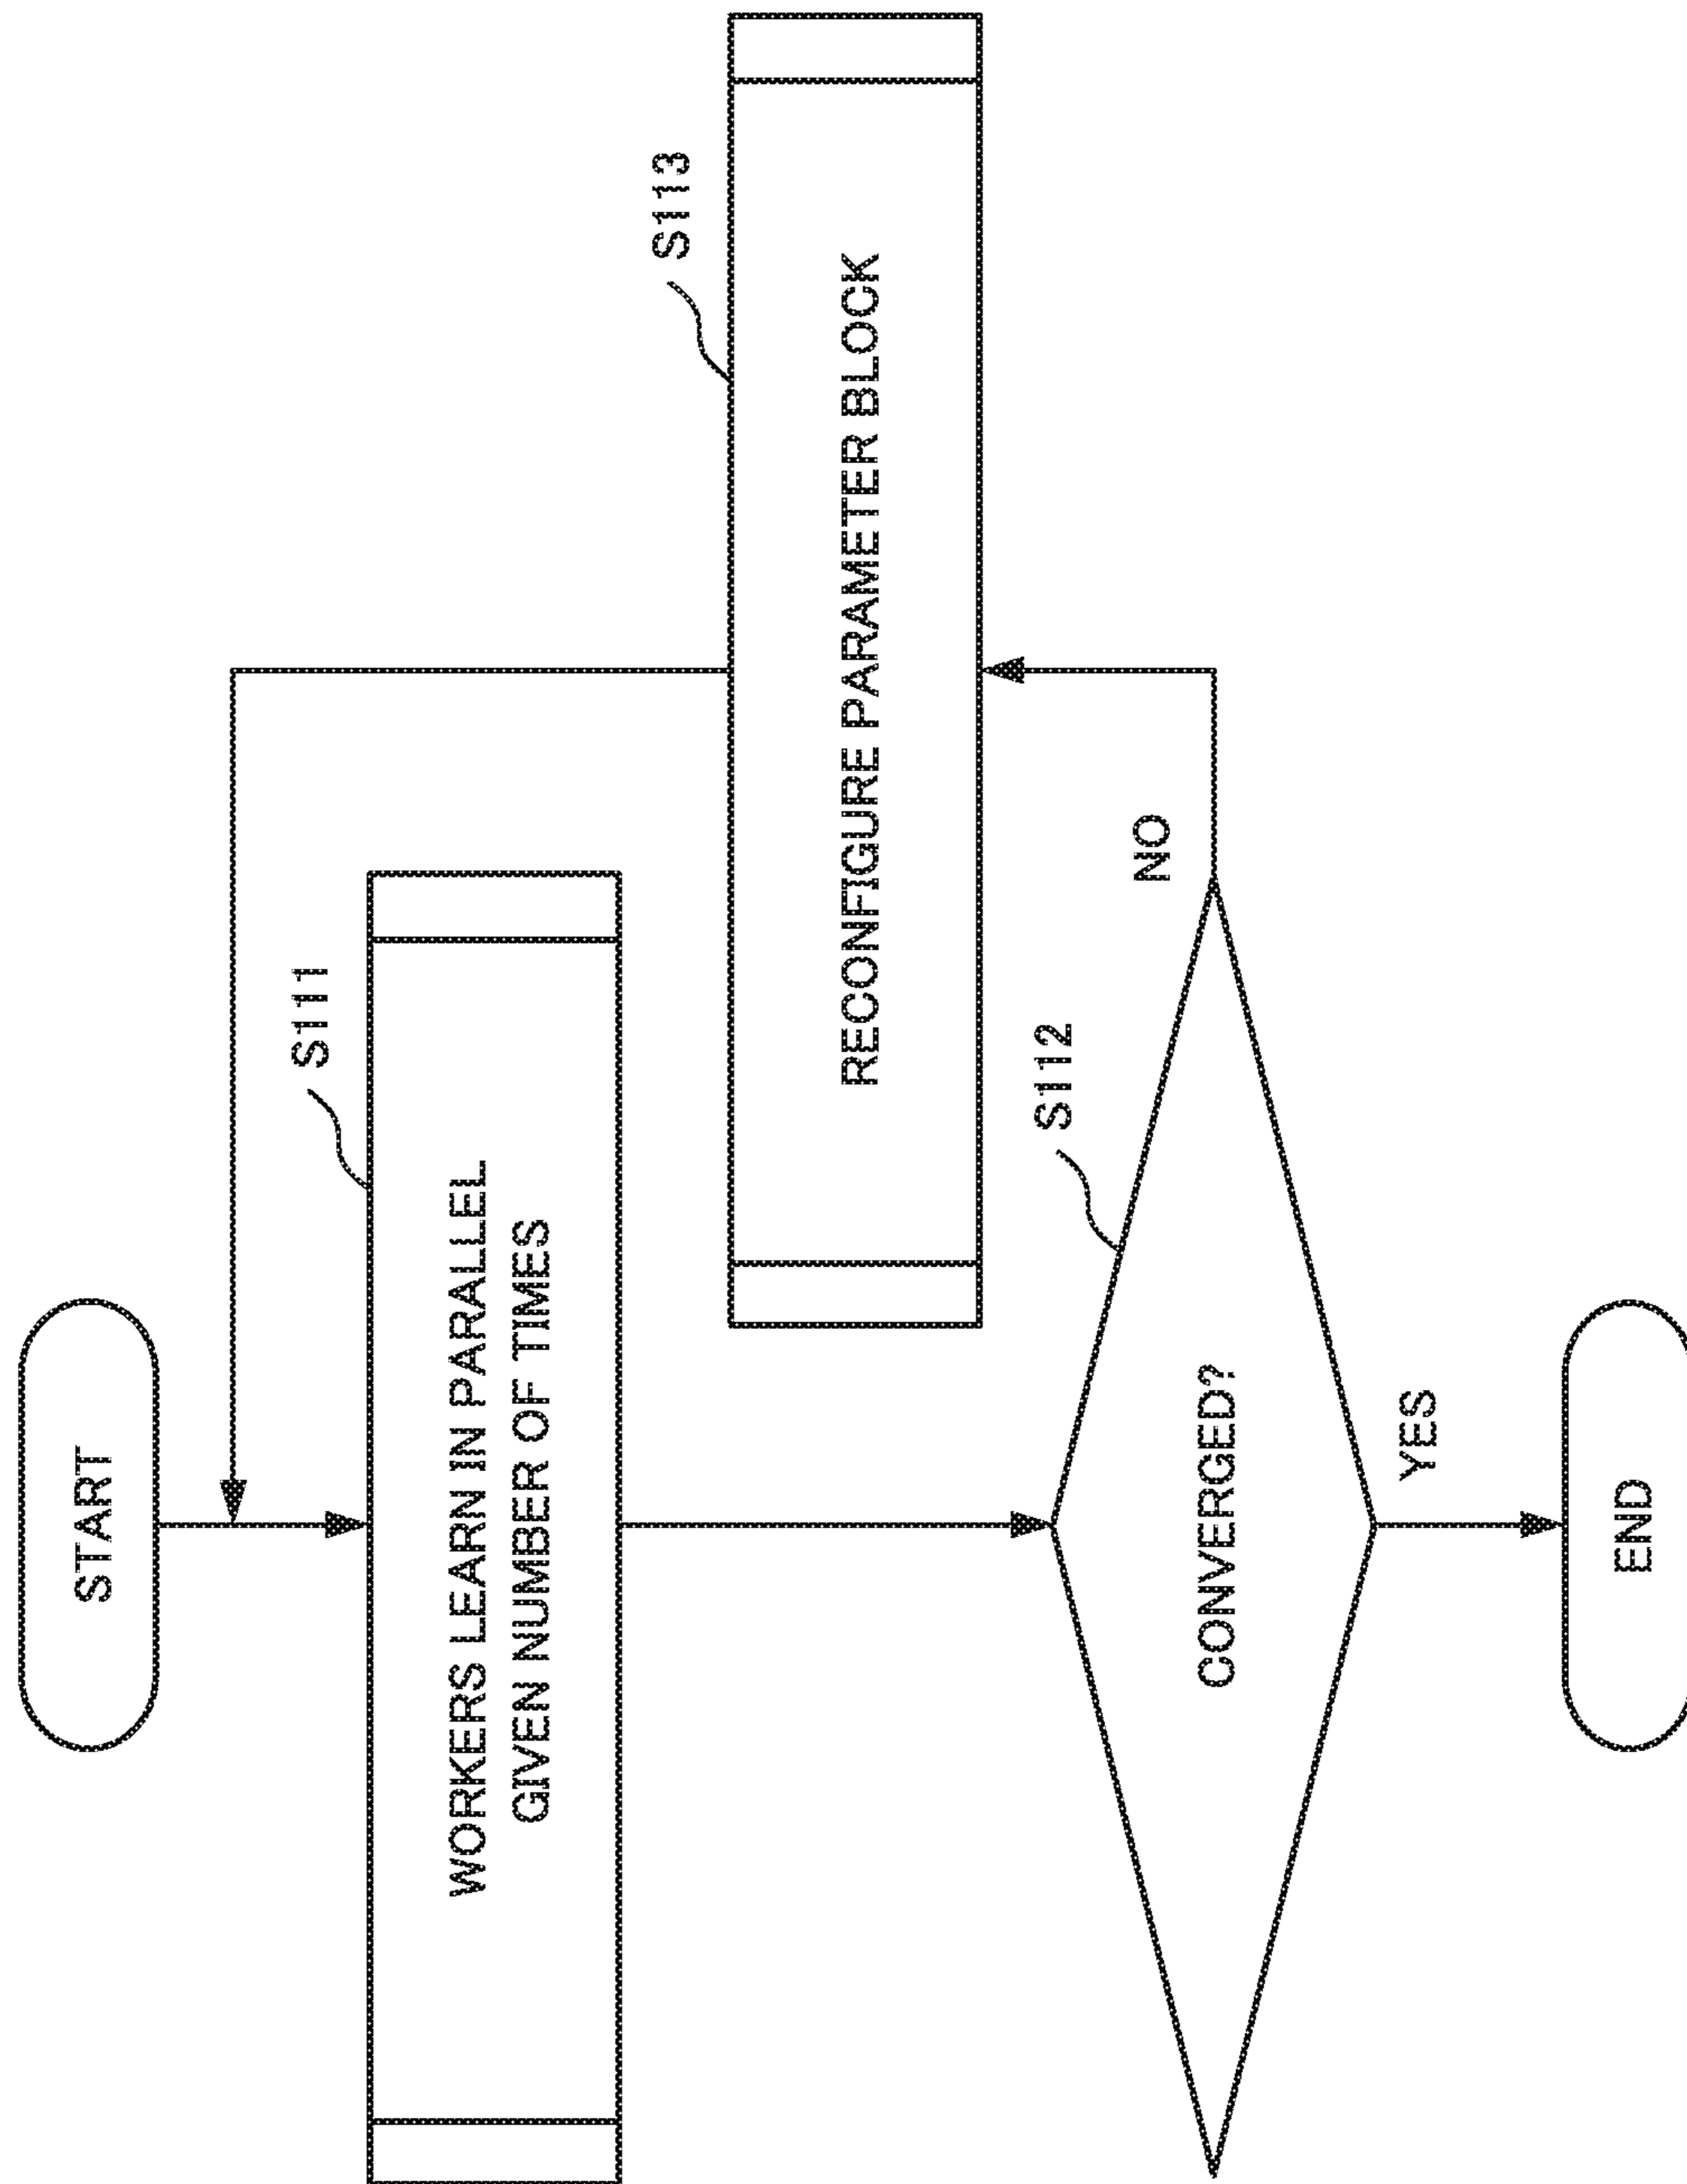 START
S111
WORKERS LEARN IN PARALLEL
GIVEN NUMBER OF TIMES
S113
RECONFIGURE PARAMETER BLOCK
S112
CONVERGED?
NO
YES
END